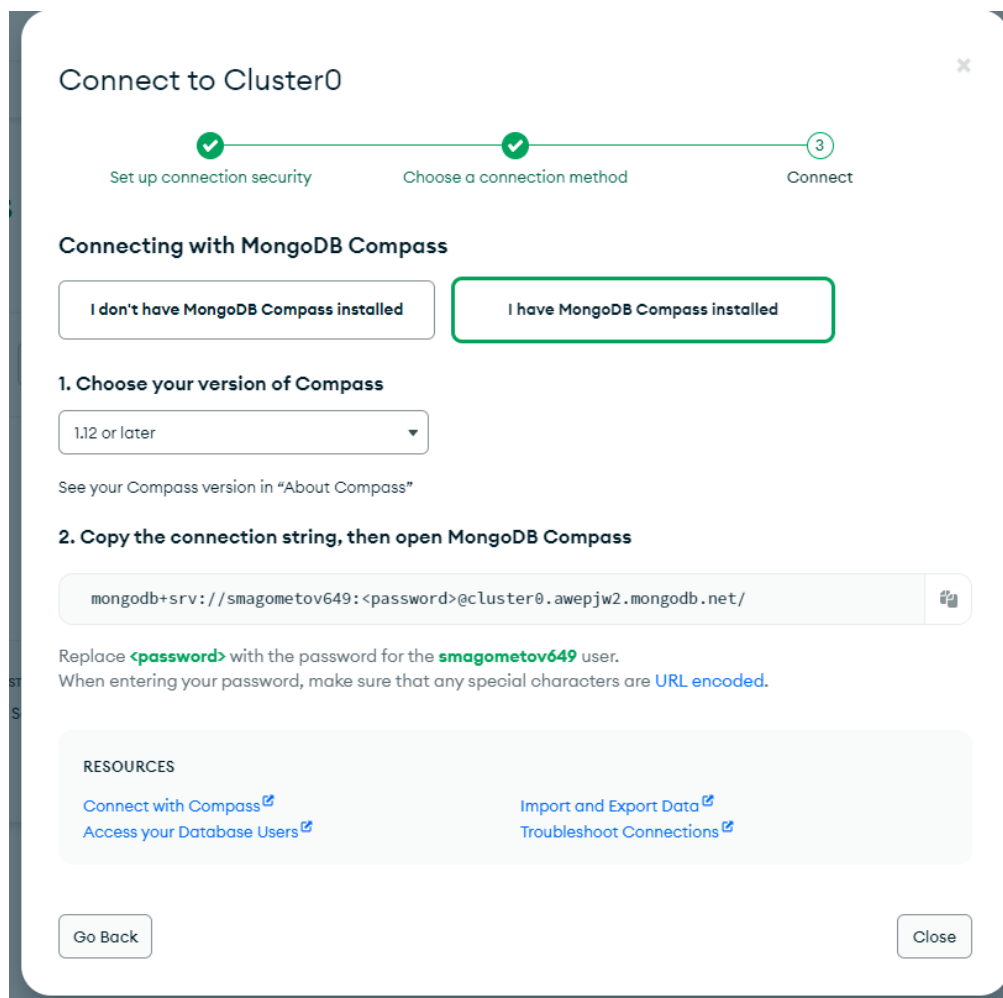 Connect to Cluster0
3
Set up connection security
Choose a connection method
Connect
Connecting with MongoDB Compass
I don't have MongoDB Compass installed
I have MongoDB Compass installed
1. Choose your version of Compass
1.12 or later
See your Compass version in “About Compass”
2. Copy the connection string, then open MongoDB Compass
mongodb+srv://smagometov649:<password>@cluster0.awepjw2.mongodb.net/
Replace <password> with the password for the smagometov649 user.
When entering your password, make sure that any special characters are URL encoded.
RESOURCES
Connect with Compass
Import and Export Data
Access your Database Users
Troubleshoot Connections
Go Back
Close